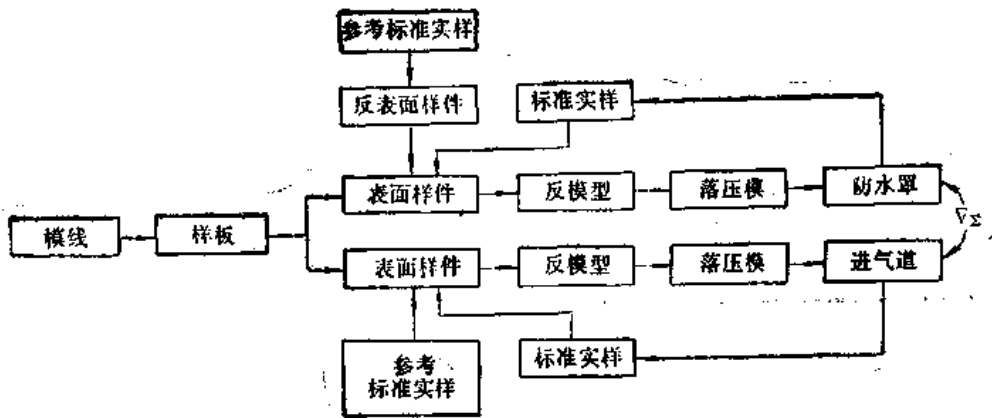 参考标准实样
反表面样件
标准实样
表面样件
反模型
落压模
防水罩
模线
样板
∇Σ
表面样件
反模型
落压模
进气道
参考
标准实样
标准实样